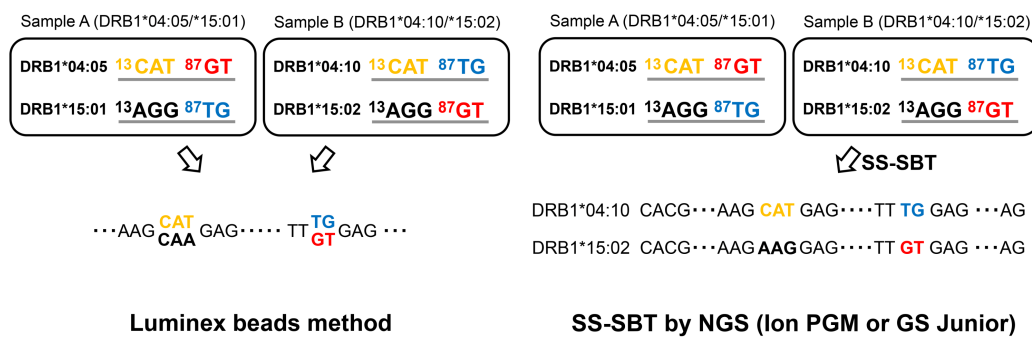 Sample A (DRB1*04:05/*15:01)
Sample B (DRB1*04:10/*15:02)
DRB1*04:05 13CAT 87GT
DRB1*15:01 13AGG 87TG
DRB1*04:10 13CAT 87TG
DRB1*15:02 13AGG 87GT
···AAG CAT GAG····· TT TG GAG ···
CAA GT
Luminex beads method
Sample A (DRB1*04:05/*15:01)
Sample B (DRB1*04:10/*15:02)
DRB1*04:05 13CAT 87GT
DRB1*15:01 13AGG 87TG
DRB1*04:10 13CAT 87TG
DRB1*15:02 13AGG 87GT
SS-SBT
DRB1*04:10 CACG···AAG CAT GAG····TT TG GAG ···AG
DRB1*15:02 CACG···AAG AAG GAG····TT GT GAG ···AG
SS-SBT by NGS (Ion PGM or GS Junior)